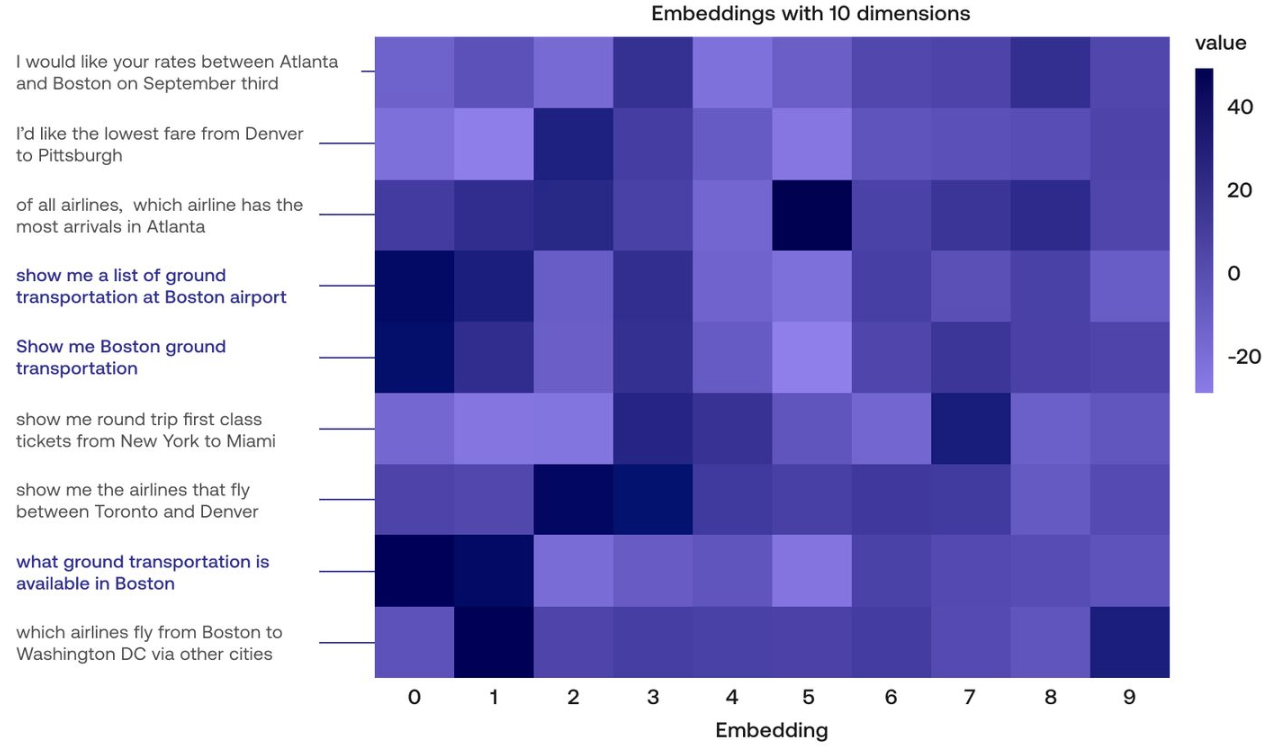 Embeddings with 10 dimensions
value
I would like your rates between Atlanta
and Boston on September third
I’d like the lowest fare from Denver
to Pittsburgh
of all airlines,  which airline has the
most arrivals in Atlanta
show me a list of ground
transportation at Boston airport
Show me Boston ground
transportation
show me round trip first class
tickets from New York to Miami
show me the airlines that fly
between Toronto and Denver
what ground transportation is
available in Boston
which airlines fly from Boston to
Washington DC via other cities
40
20
0
-20
0 1 2 3 4 5 6 7 8 9
Embedding